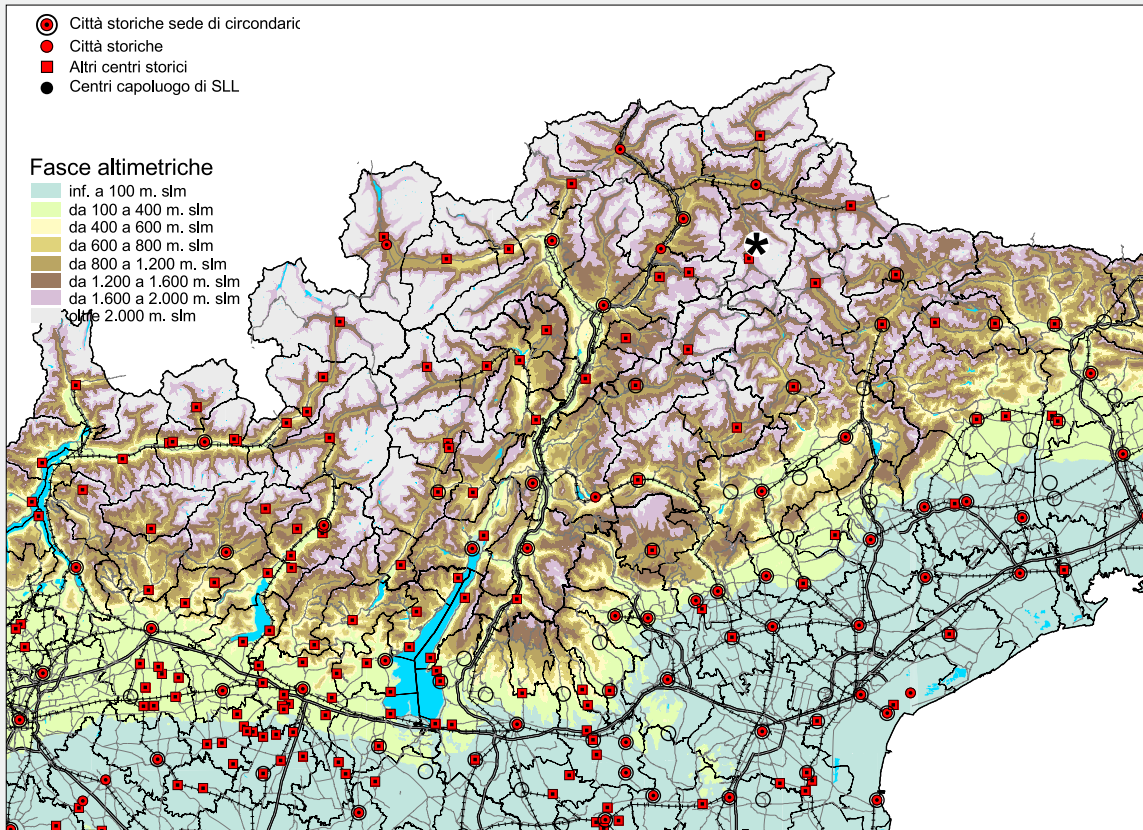 Città storiche sede di circondaric
Città storiche
Altri centri storici
Centri capoluogo di SLL
Fasce altimetriche
inf. a 100 m. slm
da 100 a 400 m. slm
da 400 a 600 m. slm
da 600 a 800 m. slm
da 800 a 1.200 m. slm
da 1.200 a 1.600 m. slm
da 1.600 a 2.000 m. slm
oltre 2.000 m. slm
*